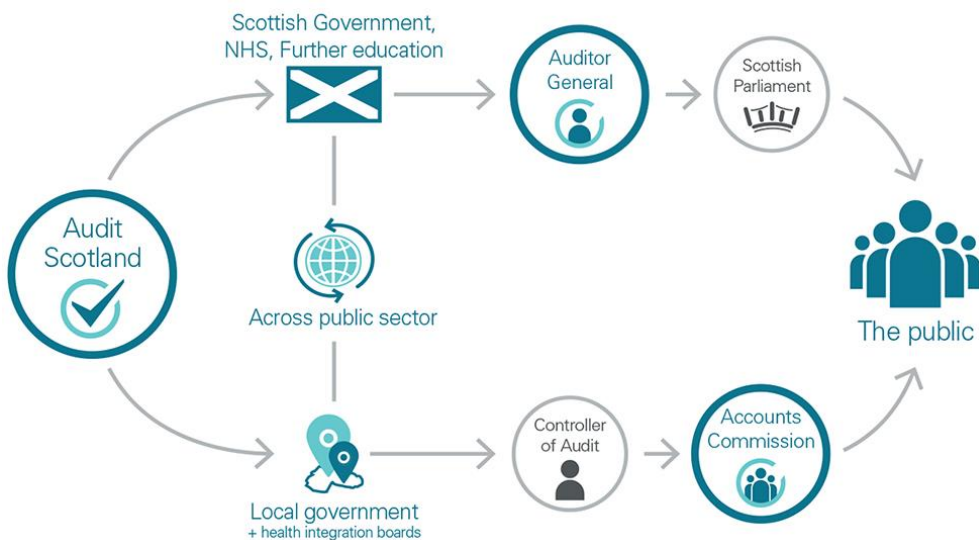 Scottish Government,
NHS, Further education
Auditor
General
Scottish
Parliament
Audit
Scotland
Across public sector
The public
Controller
of Audit
Accounts
Commission
Local government
+ health integration boards